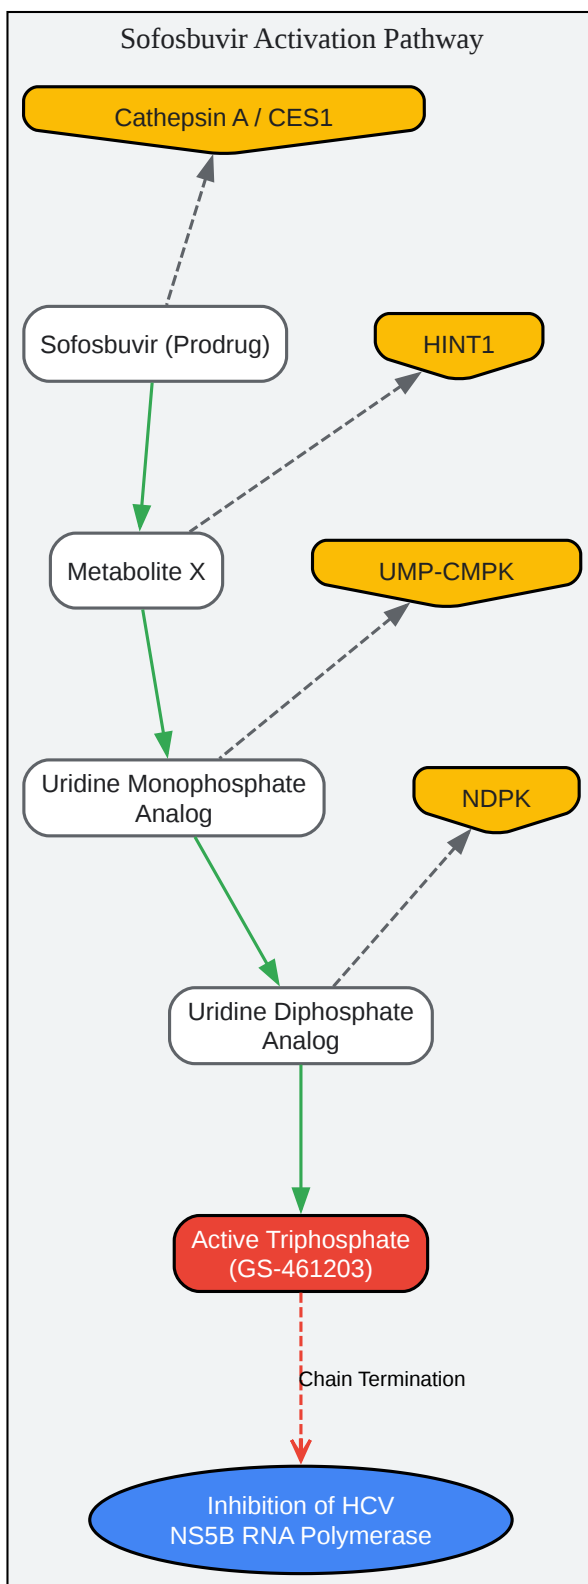 Sofosbuvir Activation Pathway
Cathepsin A / CES1
Sofosbuvir (Prodrug)
HINT1
Metabolite X
UMP-CMPK
Uridine Monophosphate
Analog
NDPK
Uridine Diphosphate
Analog
Active Triphosphate
(GS-461203)
Chain Termination
Inhibition of HCV
NS5B RNA Polymerase